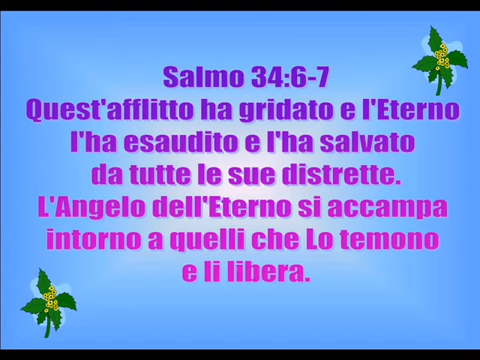 Salmo 34:6-7
Quest'afflitto ha gridato e l'Eterno
l'ha esaudito e l'ha salvato
da tutte le sue distrette.
L'Angelo dell'Eterno si accampa
intorno a quelli che Lo temono
e li libera.